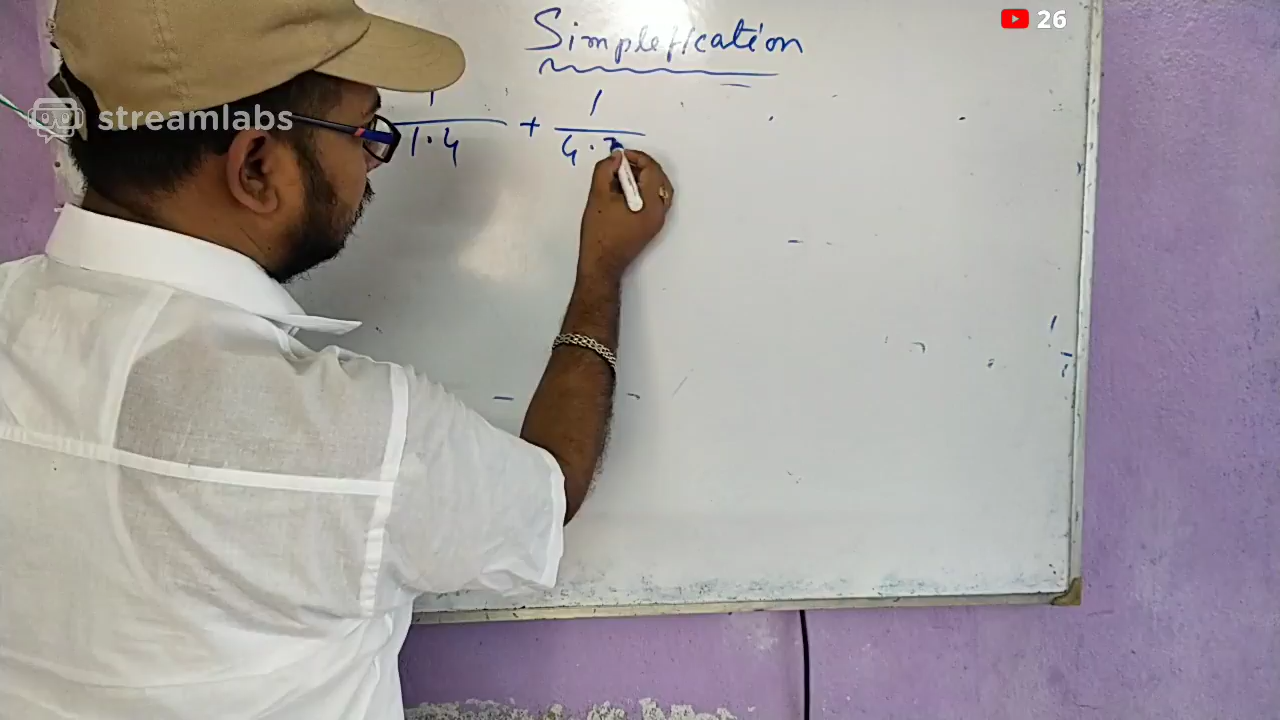 26
streamlabs
Simplefication
1 1
1·4 + 4·7